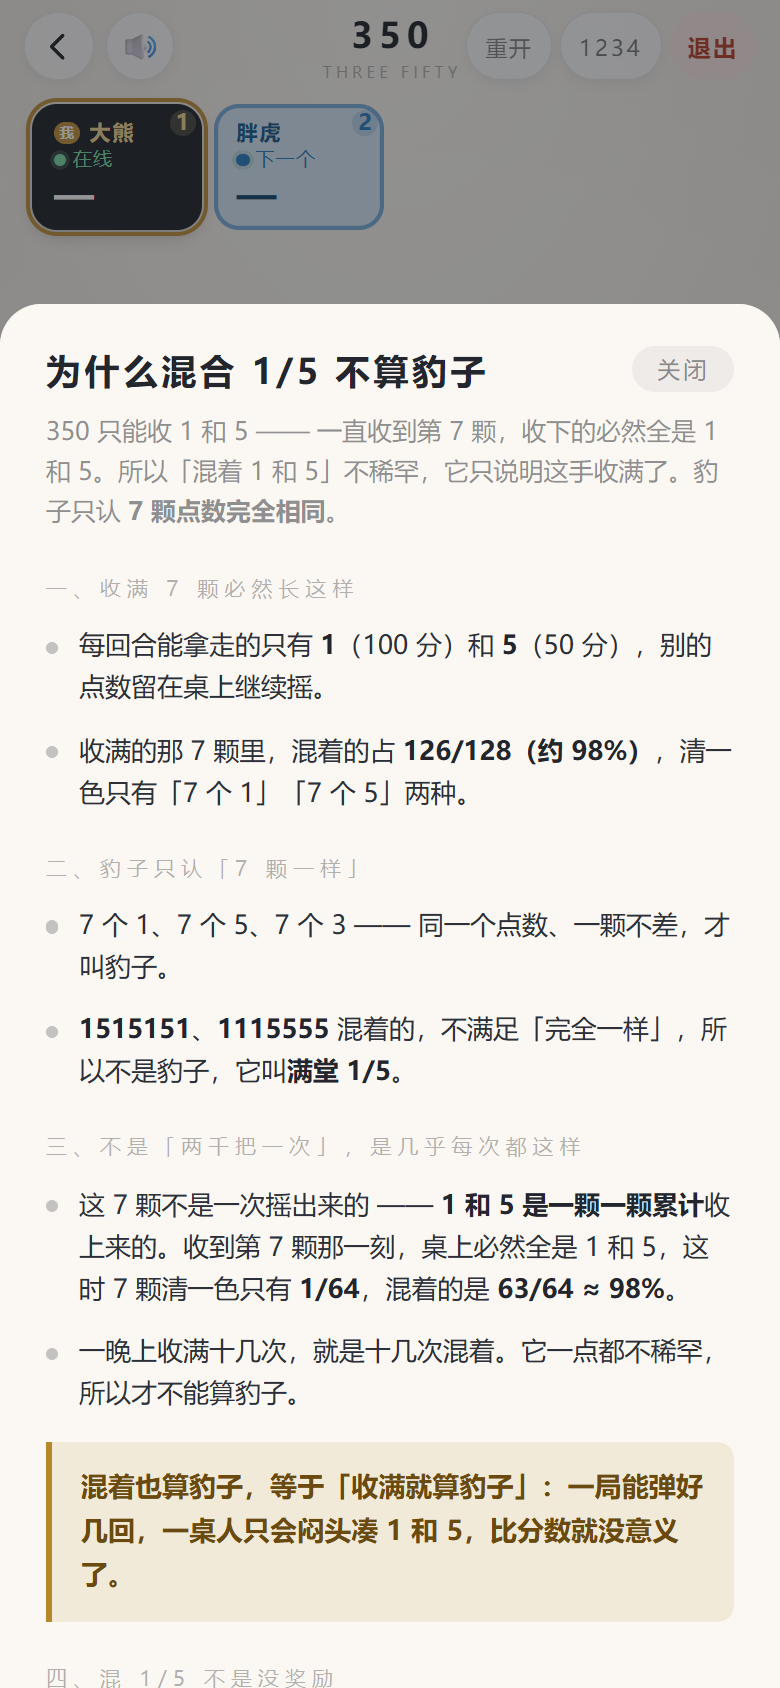 350
THREE FIFTY
重开
1234
退出
我 大熊 1
在线
—
胖虎 2
下一个
—
为什么混合 1/5 不算豹子
关闭
350 只能收 1 和 5 —— 一直收到第 7 颗，收下的必然全是 1
和 5。所以「混着 1 和 5」不稀罕，它只说明这手收满了。豹
子只认 7 颗点数完全相同。
一、收满 7 颗必然长这样
每回合能拿走的只有 1（100 分）和 5（50 分），别的
点数留在桌上继续摇。
收满的那 7 颗里，混着的占 126/128（约 98%），清一
色只有「7 个 1」「7 个 5」两种。
二、豹子只认「7 颗一样」
7 个 1、7 个 5、7 个 3 —— 同一个点数、一颗不差，才
叫豹子。
1515151、1115555 混着的，不满足「完全一样」，所
以不是豹子，它叫满堂 1/5。
三、不是「两千把一次」，是几乎每次都这样
这 7 颗不是一次摇出来的 —— 1 和 5 是一颗一颗累计收
上来的。收到第 7 颗那一刻，桌上必然全是 1 和 5，这
时 7 颗清一色只有 1/64，混着的是 63/64 ≈ 98%。
一晚上收满十几次，就是十几次混着。它一点都不稀罕，
所以才不能算豹子。
混着也算豹子，等于「收满就算豹子」：一局能弹好
几回，一桌人只会闷头凑 1 和 5，比分数就没意义
了。
四、混 1/5 不是没奖励